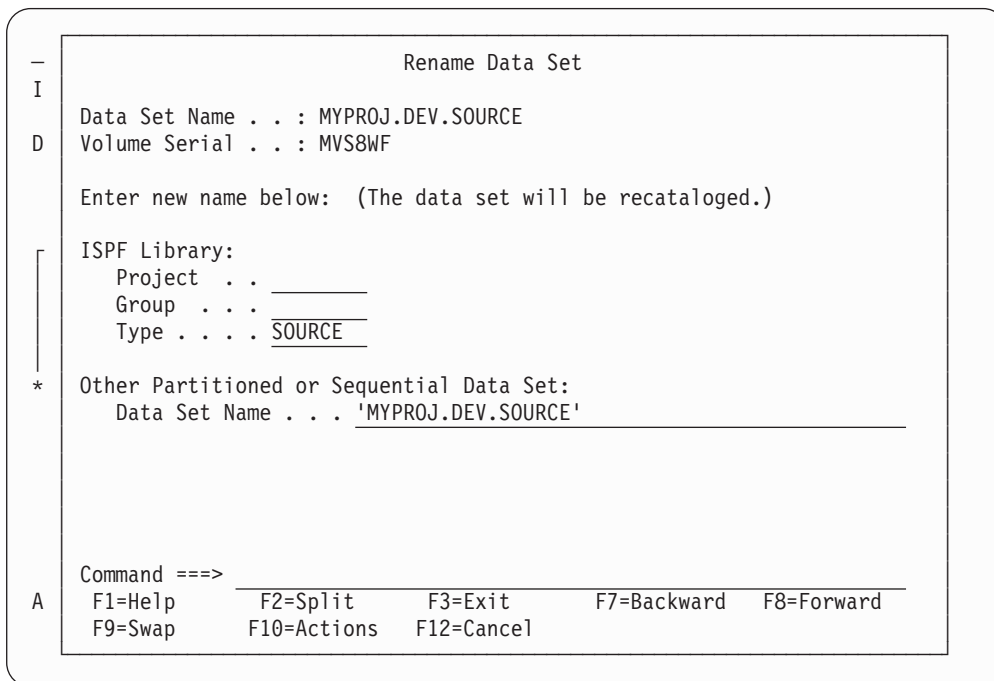 Rename Data Set
I
Data Set Name . . : MYPROJ.DEV.SOURCE
D Volume Serial . . : MVS8WF
Enter new name below: (The data set will be recataloged.)
ISPF Library:
Project . .
Group . . .
Type . . . . SOURCE
* Other Partitioned or Sequential Data Set:
Data Set Name . . . 'MYPROJ.DEV.SOURCE'
Command ===>
A F1=Help F2=Split F3=Exit F7=Backward F8=Forward
F9=Swap F10=Actions F12=Cancel